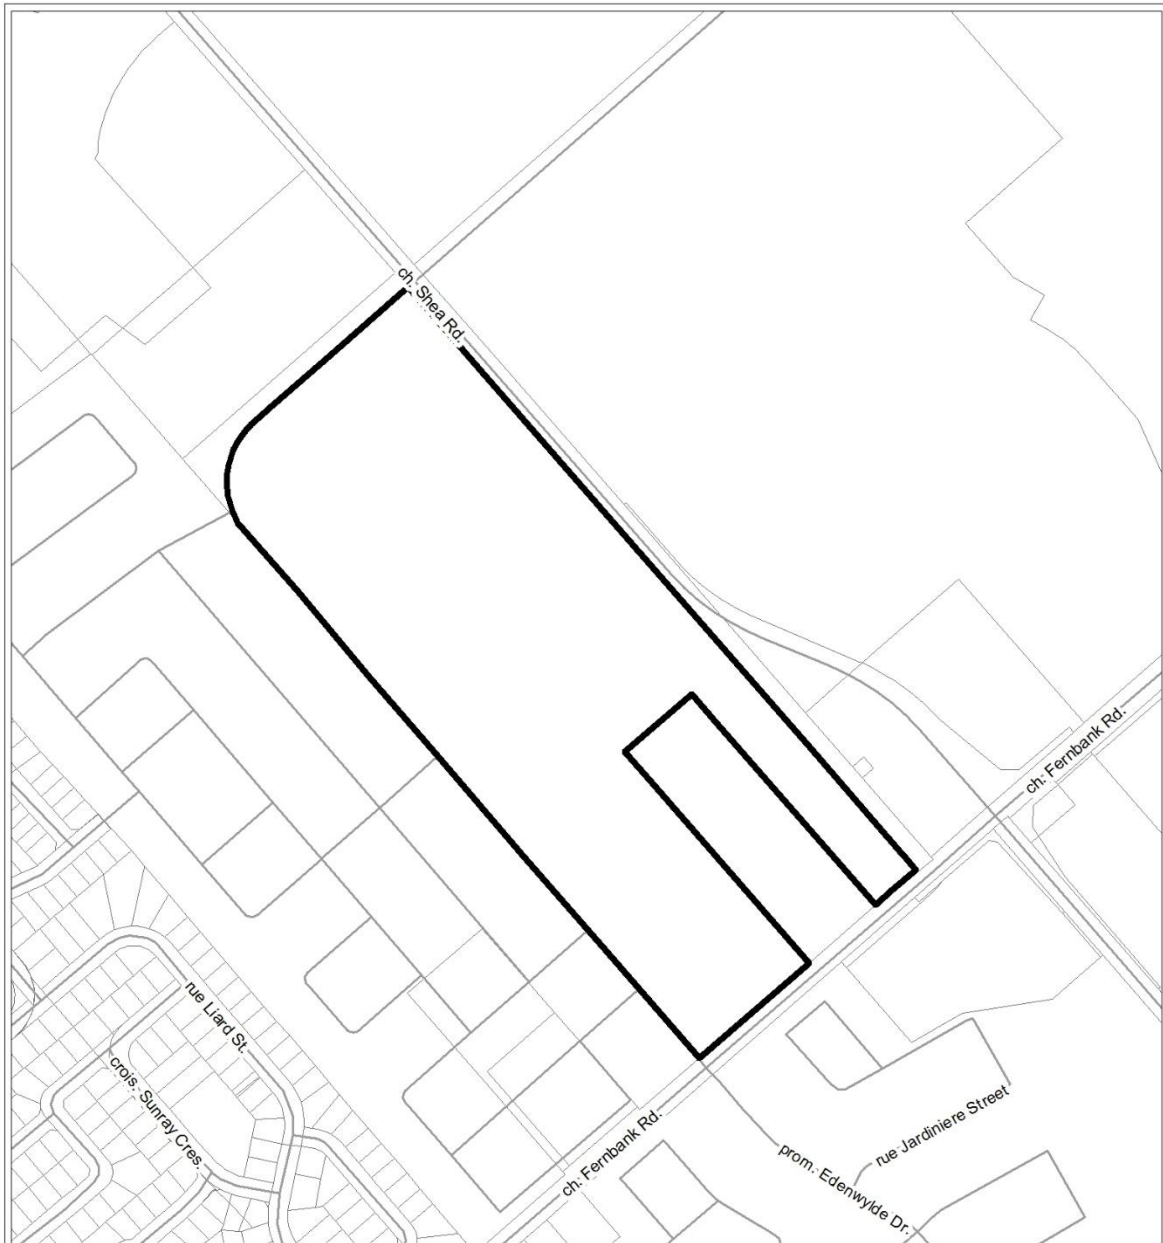 ch. Shea Rd.
ch. Fernbank Rd.
rue Liard St.
crois. Sunray Cres.
rue Jardiniere Street
ch. Fernbank Rd.
prom. Edenwylde Dr.